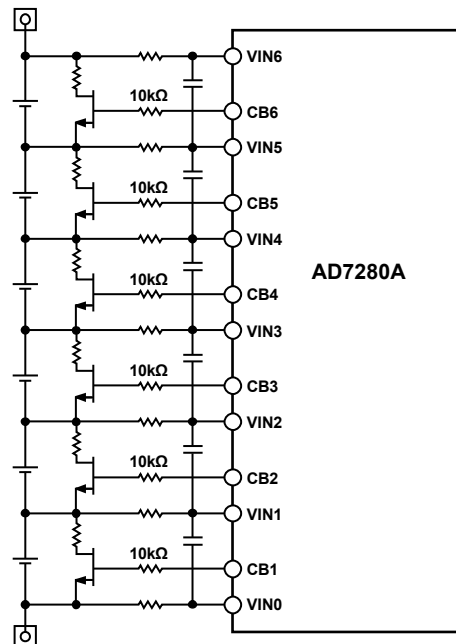 VIN6
10kΩ
CB6
VIN5
10kΩ
CB5
VIN4
AD7280A
10kΩ
CB4
VIN3
10kΩ
CB3
VIN2
10kΩ
CB2
VIN1
10kΩ
CB1
VIN0